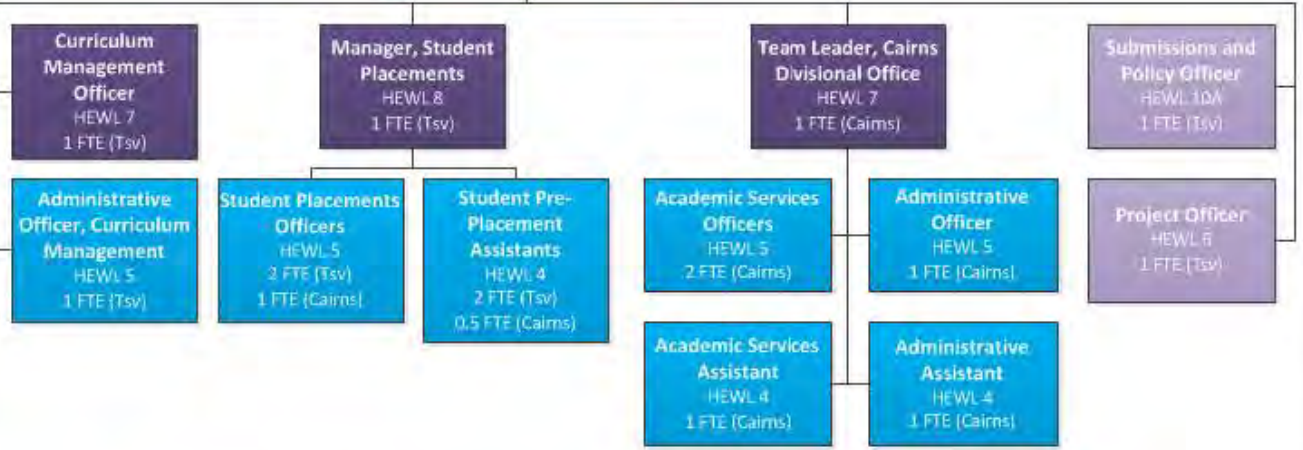 Curriculum
Management
Officer
HEWL 7
1 FTE (Tsv)
Manager, Student
Placements
HEWL 8
1 FTE (Tsv)
Team Leader, Cairns
Divisional Office
HEWL 7
1 FTE (Cairns)
Submissions and
Policy Officer
HEWL 10A
1 FTE (Tsv)
Administrative
Officer, Curriculum
Management
HEWL 5
1 FTE (Tsv)
Student Placements
Officers
HEWL 5
2 FTE (Tsv)
1 FTE (Cairns)
Student Pre-
Placement
Assistants
HEWL 4
2 FTE (Tsv)
0.5 FTE (Cairns)
Academic Services
Officers
HEWL 5
2 FTE (Cairns)
Administrative
Officer
HEWL 5
1 FTE (Cairns)
Project Officer
HEWL 6
1 FTE (Tsv)
Academic Services
Assistant
HEWL 4
1 FTE (Cairns)
Administrative
Assistant
HEWL 4
1 FTE (Cairns)